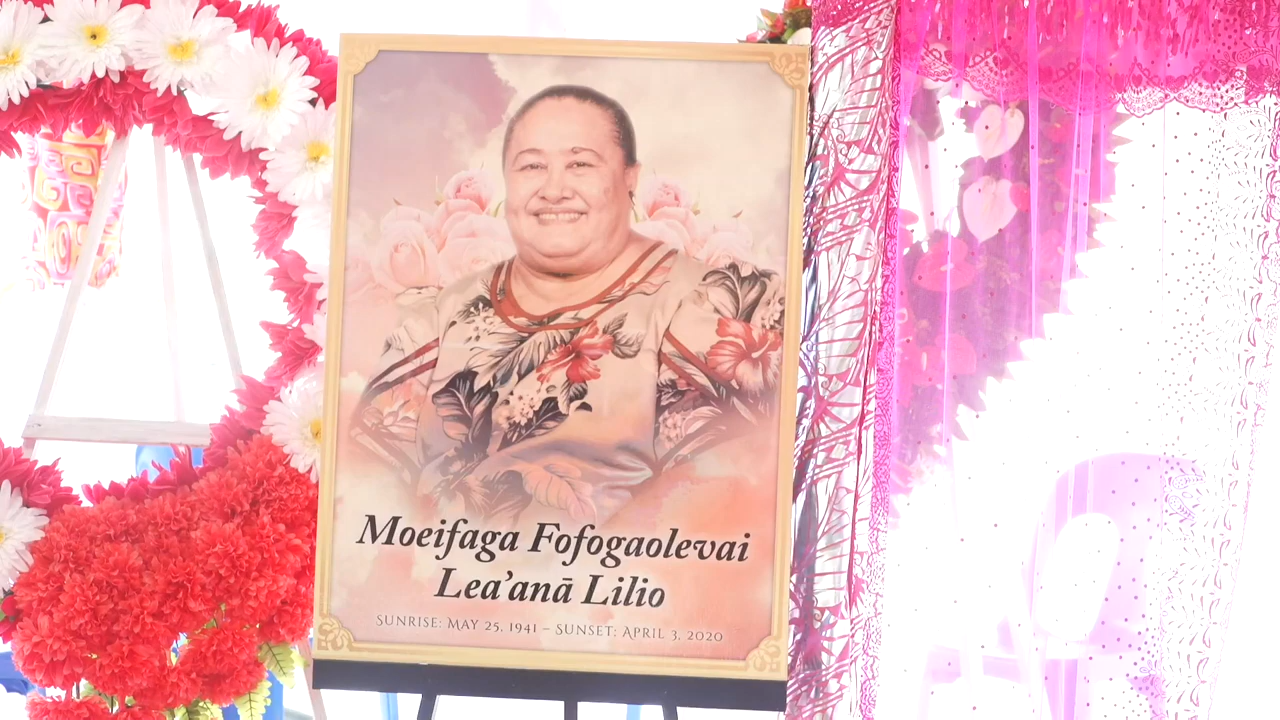 Moeifaga Fofogaolevai
Lea’anā Lilio
Sunrise: May 25, 1941 – Sunset: April 3, 2020